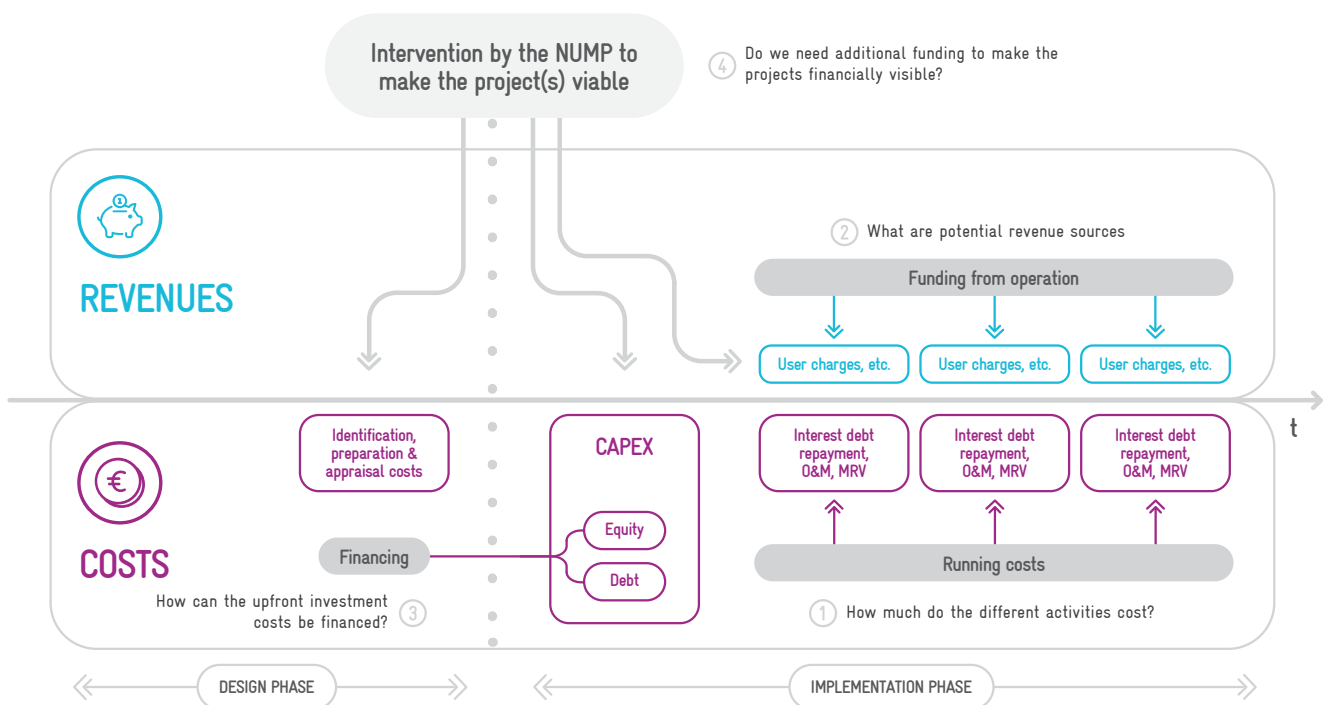 Intervention by the NUMP to
make the project(s) viable
4
Do we need additional funding to make the
projects financially visible?
1
REVENUES
2
What are potential revenue sources
Funding from operation
User charges, etc.
User charges, etc.
User charges, etc.
t
€
COSTS
Identification,
preparation &
appraisal costs
Financing
How can the upfront investment
costs be financed?
3
CAPEX
Equity
Debt
Interest debt
repayment,
O&M, MRV
Interest debt
repayment,
O&M, MRV
Interest debt
repayment,
O&M, MRV
Running costs
1
How much do the different activities cost?
DESIGN PHASE
IMPLEMENTATION PHASE